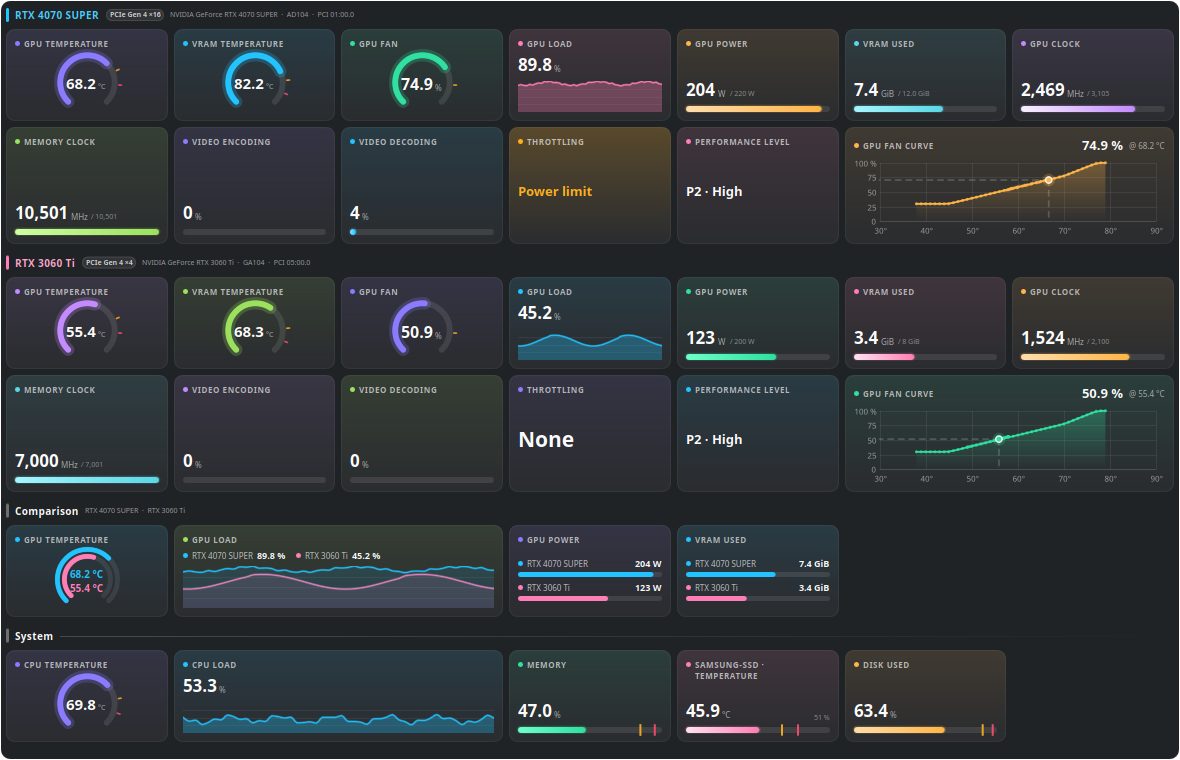 RTX 4070 SUPER PCIe Gen 4 ×16 NVIDIA GeForce RTX 4070 SUPER · AD104 · PCI 01:00.0
GPU TEMPERATURE
68.2 °C
VRAM TEMPERATURE
82.2 °C
GPU FAN
74.9 %
GPU LOAD
89.8 %
GPU POWER
204 W / 220 W
VRAM USED
7.4 GiB / 12.0 GiB
GPU CLOCK
2,469 MHz / 3,105
MEMORY CLOCK
10,501 MHz / 10,501
VIDEO ENCODING
0 %
VIDEO DECODING
4 %
THROTTLING
Power limit
PERFORMANCE LEVEL
P2 · High
GPU FAN CURVE 74.9 % @ 68.2 °C
100 %
75
50
25
0
30° 40° 50° 60° 70° 80° 90°
RTX 3060 Ti PCIe Gen 4 ×4 NVIDIA GeForce RTX 3060 Ti · GA104 · PCI 05:00.0
GPU TEMPERATURE
55.4 °C
VRAM TEMPERATURE
68.3 °C
GPU FAN
50.9 %
GPU LOAD
45.2 %
GPU POWER
123 W / 200 W
VRAM USED
3.4 GiB / 8 GiB
GPU CLOCK
1,524 MHz / 2,100
MEMORY CLOCK
7,000 MHz / 7,001
VIDEO ENCODING
0 %
VIDEO DECODING
0 %
THROTTLING
None
PERFORMANCE LEVEL
P2 · High
GPU FAN CURVE 50.9 % @ 55.4 °C
100 %
75
50
25
0
30° 40° 50° 60° 70° 80° 90°
Comparison RTX 4070 SUPER · RTX 3060 Ti
GPU TEMPERATURE
68.2 °C
55.4 °C
GPU LOAD
RTX 4070 SUPER 89.8 % RTX 3060 Ti 45.2 %
GPU POWER
RTX 4070 SUPER 204 W
RTX 3060 Ti 123 W
VRAM USED
RTX 4070 SUPER 7.4 GiB
RTX 3060 Ti 3.4 GiB
System
CPU TEMPERATURE
69.8 °C
CPU LOAD
53.3 %
MEMORY
47.0 %
SAMSUNG-SSD ·
TEMPERATURE
45.9 °C 51 %
DISK USED
63.4 %